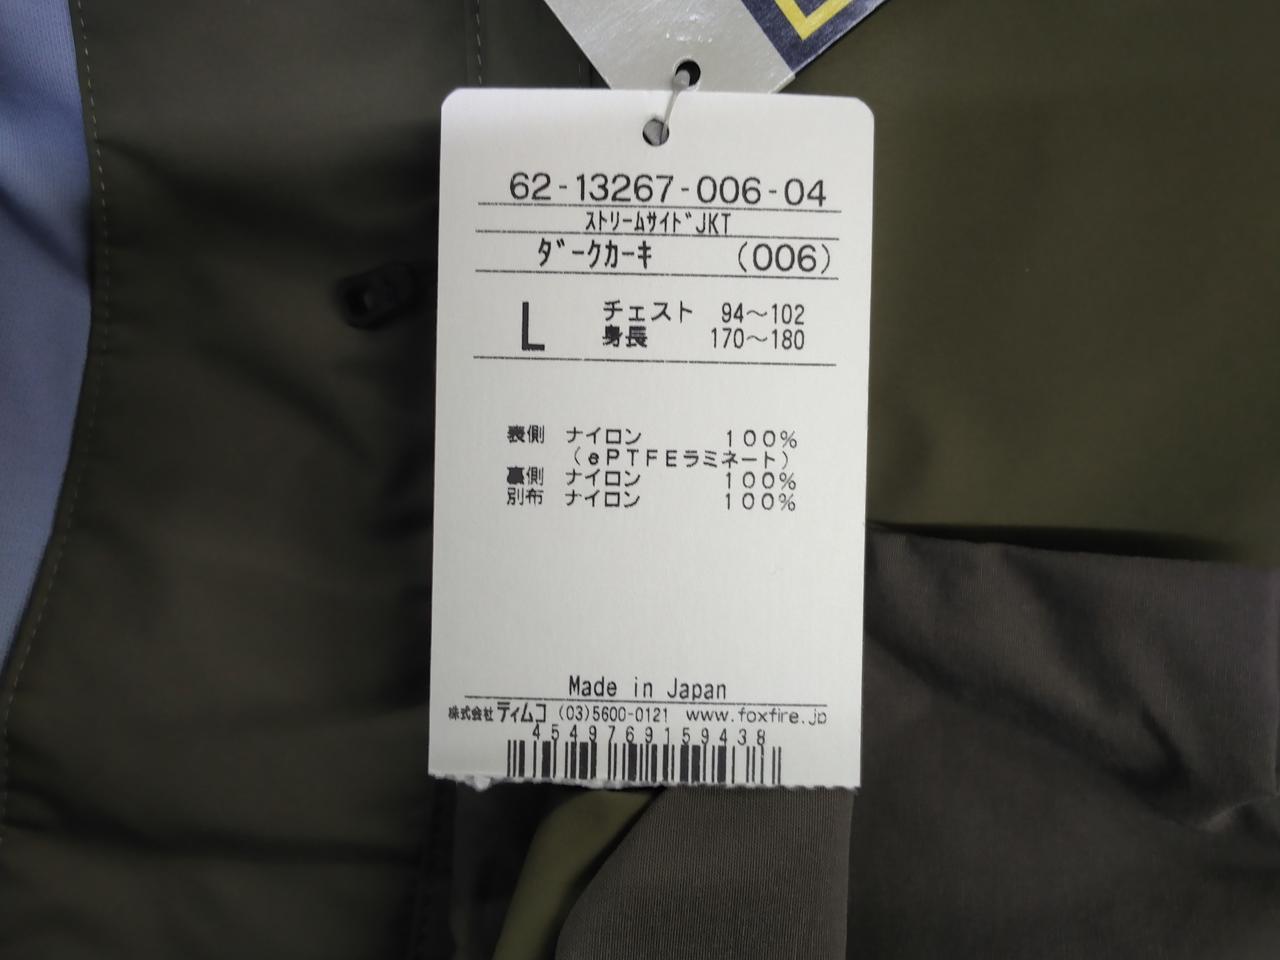 62-13267-006-04
ｽﾄﾘｰﾑｻｲﾄﾞJKT
ﾀﾞｰｸｶｰｷ (006)
L チェスト 94～102
身長 170～180
表側 ナイロン 100%
(ePTFEラミネート)
裏側 ナイロン 100%
別布 ナイロン 100%
Made in Japan
株式会社ティムコ (03)5600-0121 www.foxfire.jp
4549769159438